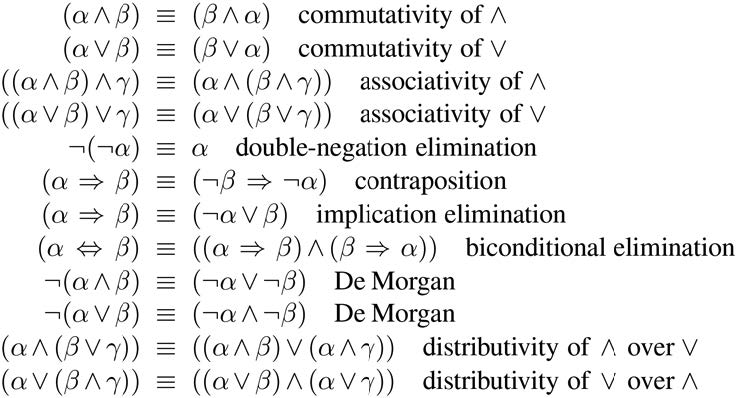 (α ∧ β) ≡ (β ∧ α) commutativity of ∧
(α ∨ β) ≡ (β ∨ α) commutativity of ∨
((α ∧ β) ∧ γ) ≡ (α ∧ (β ∧ γ)) associativity of ∧
((α ∨ β) ∨ γ) ≡ (α ∨ (β ∨ γ)) associativity of ∨
¬(¬α) ≡ α double-negation elimination
(α ⇒ β) ≡ (¬β ⇒ ¬α) contraposition
(α ⇒ β) ≡ (¬α ∨ β) implication elimination
(α ⇔ β) ≡ ((α ⇒ β) ∧ (β ⇒ α)) biconditional elimination
¬(α ∧ β) ≡ (¬α ∨ ¬β) De Morgan
¬(α ∨ β) ≡ (¬α ∧ ¬β) De Morgan
(α ∧ (β ∨ γ)) ≡ ((α ∧ β) ∨ (α ∧ γ)) distributivity of ∧ over ∨
(α ∨ (β ∧ γ)) ≡ ((α ∨ β) ∧ (α ∨ γ)) distributivity of ∨ over ∧